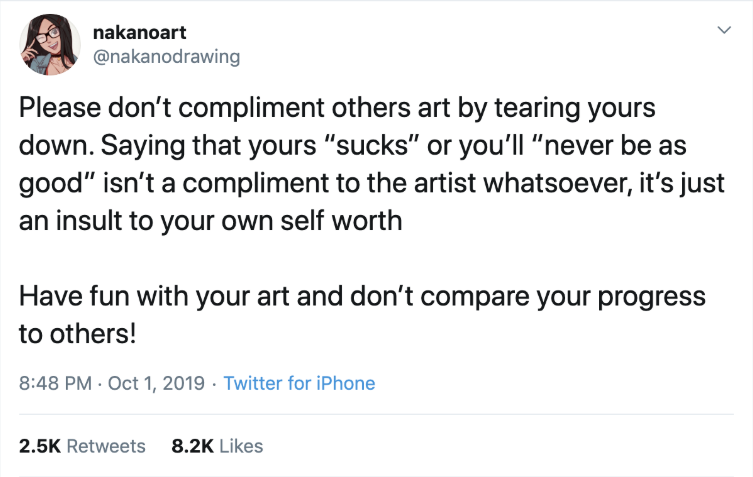 nakanoart
@nakanodrawing
Please don’t compliment others art by tearing yours
down. Saying that yours “sucks” or you’ll “never be as
good” isn’t a compliment to the artist whatsoever, it’s just
an insult to your own self worth
Have fun with your art and don’t compare your progress
to others!
8:48 PM · Oct 1, 2019 · Twitter for iPhone
2.5K Retweets 8.2K Likes